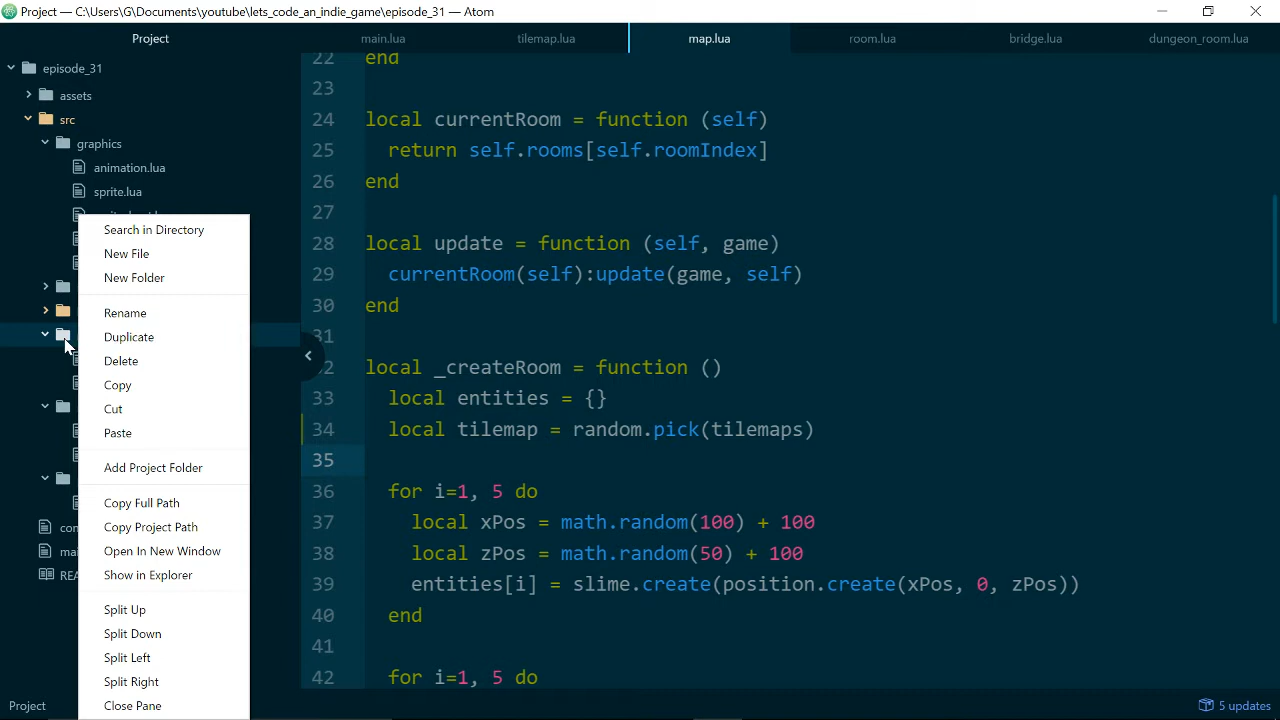 Project — C:\Users\G\Documents\youtube\lets_code_an_indie_game\episode_31 — Atom
Project
main.lua
tilemap.lua
map.lua
room.lua
bridge.lua
dungeon_room.lua
episode_31
assets
src
graphics
animation.lua
sprite.lua
Search in Directory
New File
New Folder
Rename
Duplicate
Delete
Copy
Cut
Paste
Add Project Folder
Copy Full Path
Copy Project Path
Open In New Window
Show in Explorer
Split Up
Split Down
Split Left
Split Right
Close Pane
con
mai
REA
22 end
23
24 local currentRoom = function (self)
25 return self.rooms[self.roomIndex]
26 end
27
28 local update = function (self, game)
29 currentRoom(self):update(game, self)
30 end
31
32 local _createRoom = function ()
33 local entities = {}
34 local tilemap = random.pick(tilemaps)
35
36 for i=1, 5 do
37 local xPos = math.random(100) + 100
38 local zPos = math.random(50) + 100
39 entities[i] = slime.create(position.create(xPos, 0, zPos))
40 end
41
42 for i=1, 5 do
Project
5 updates